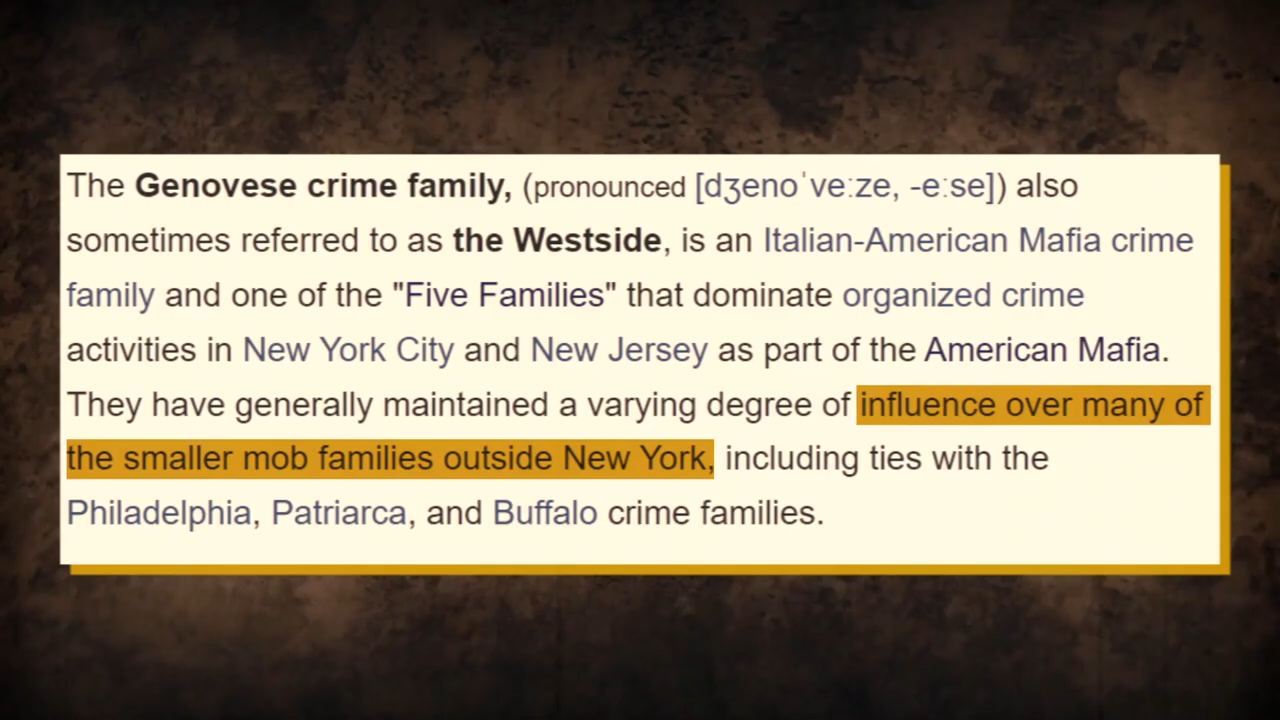 The Genovese crime family, (pronounced [dʒenoˈveːze, -eːse]) also
sometimes referred to as the Westside, is an Italian-American Mafia crime
family and one of the "Five Families" that dominate organized crime
activities in New York City and New Jersey as part of the American Mafia.
They have generally maintained a varying degree of influence over many of
the smaller mob families outside New York, including ties with the
Philadelphia, Patriarca, and Buffalo crime families.